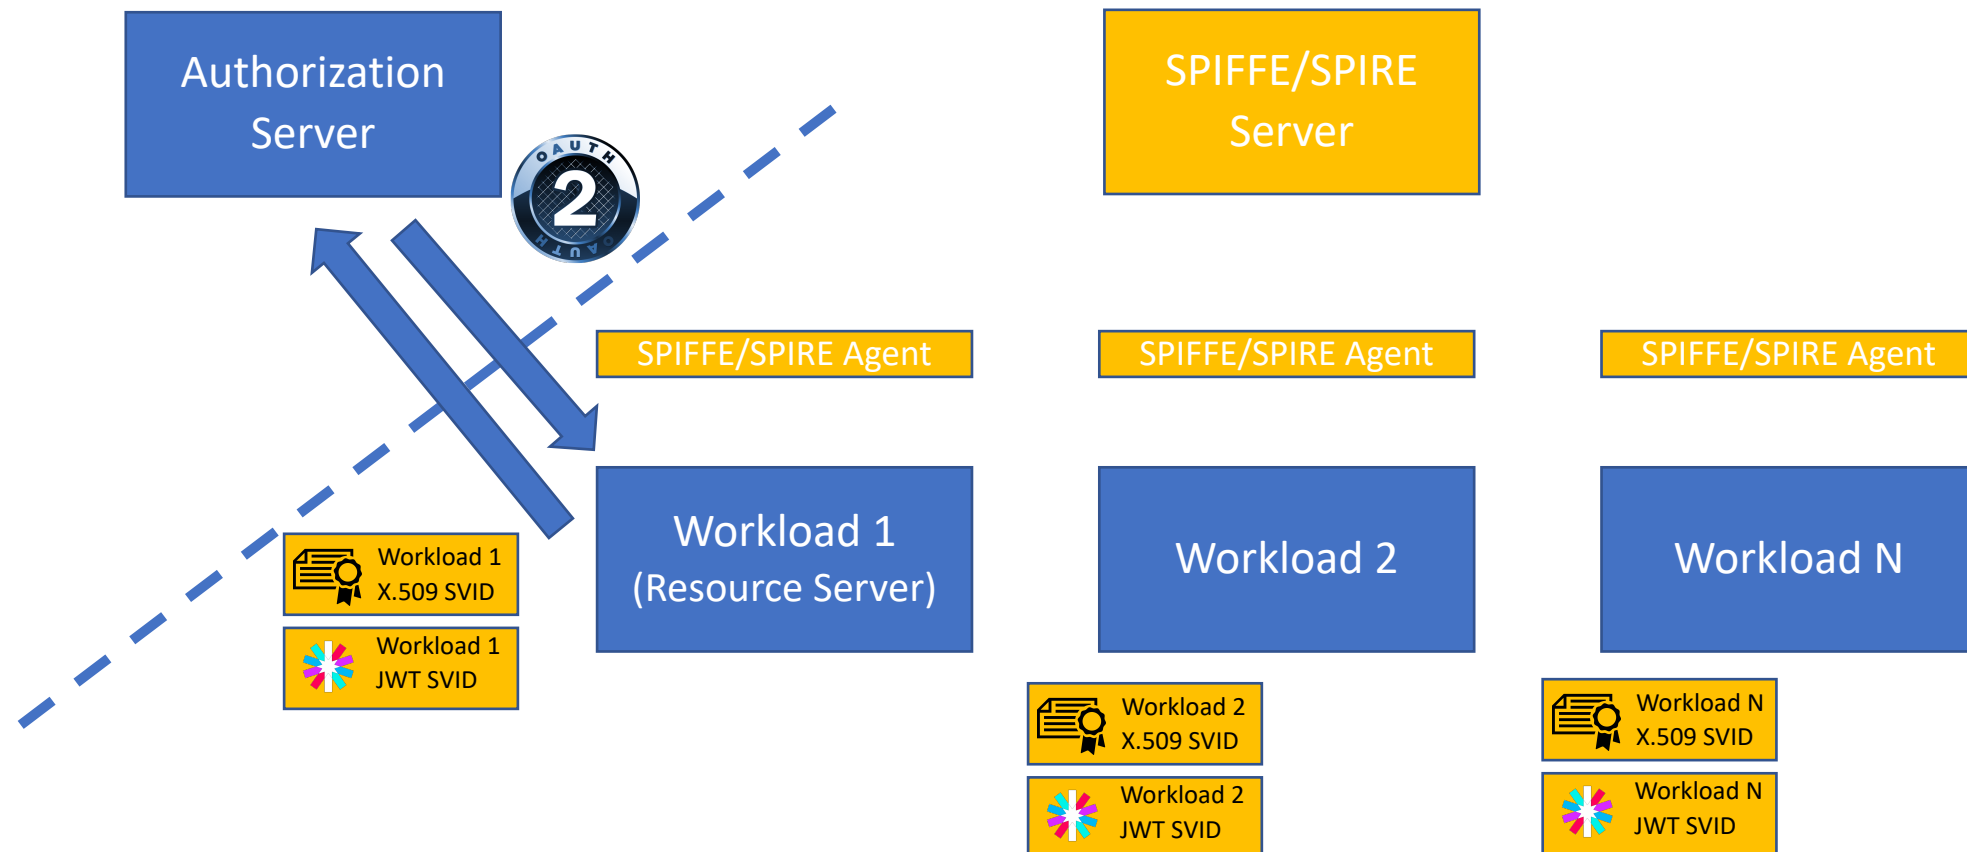 Authorization
Server
SPIFFE/SPIRE
Server
OAUTH
2
OAUTH
SPIFFE/SPIRE Agent
SPIFFE/SPIRE Agent
SPIFFE/SPIRE Agent
Workload 1
(Resource Server)
Workload 2
Workload N
Workload 1
X.509 SVID
Workload 1
JWT SVID
Workload 2
X.509 SVID
Workload 2
JWT SVID
Workload N
X.509 SVID
Workload N
JWT SVID